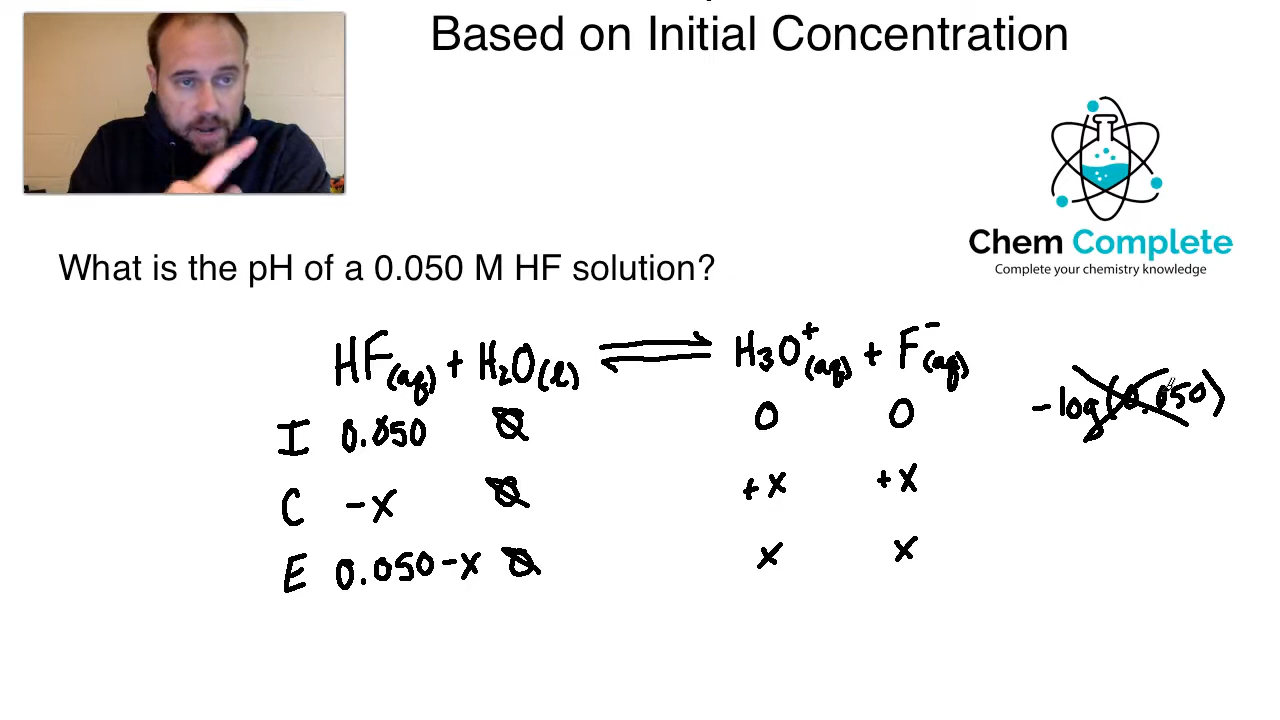 Based on Initial Concentration
Chem Complete
Complete your chemistry knowledge
What is the pH of a 0.050 M HF solution?
HF(aq) + H₂O(l) ⇌ H₃O⁺(aq) + F⁻(aq)
-log(0.050)
I 0.050 0 0
C -x +x +x
E 0.050-x x x